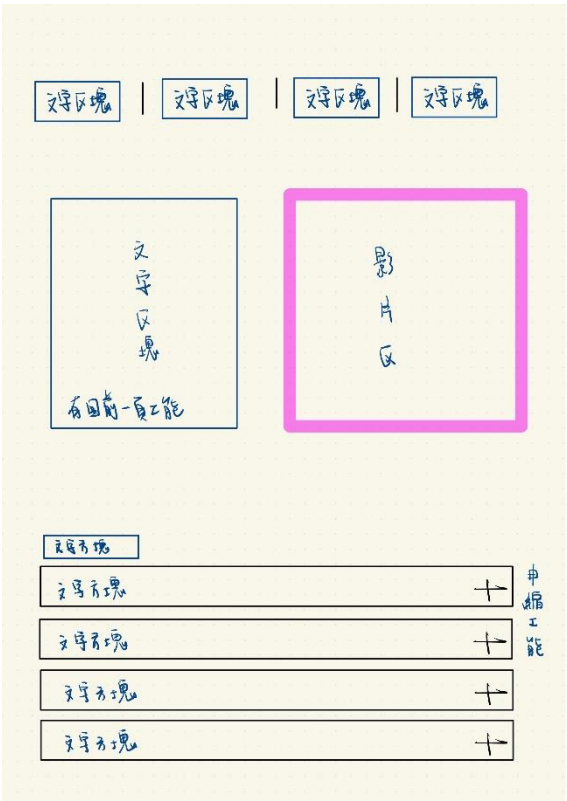 文字区塊 | 文字区塊 | 文字区塊 | 文字区塊
文字区塊
有回前一頁工能
影片区
文字方塊
文字方塊 +
文字方塊 +
文字方塊 +
文字方塊 +
申縮工能